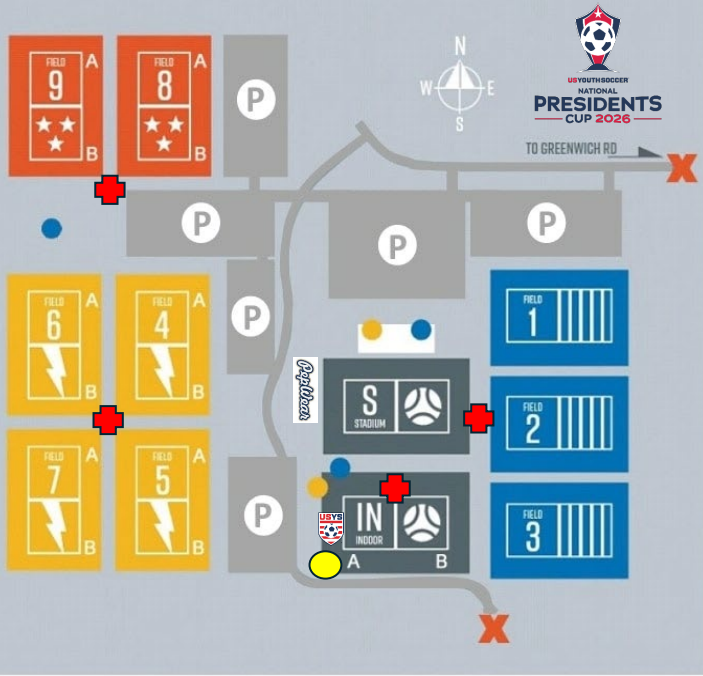 USYOUTHSOCCER
NATIONAL
PRESIDENTS
CUP 2026
N
W E
S
TO GREENWICH RD
X
FIELD
9
A
B
FIELD
8
A
B
P
P
P
P
P
P
FIELD
6
A
B
FIELD
4
A
B
FIELD
7
A
B
FIELD
5
A
B
FIELD
1
FIELD
2
FIELD
3
PopWear
S
STADIUM
IN
INDOOR
A
B
USYS
X